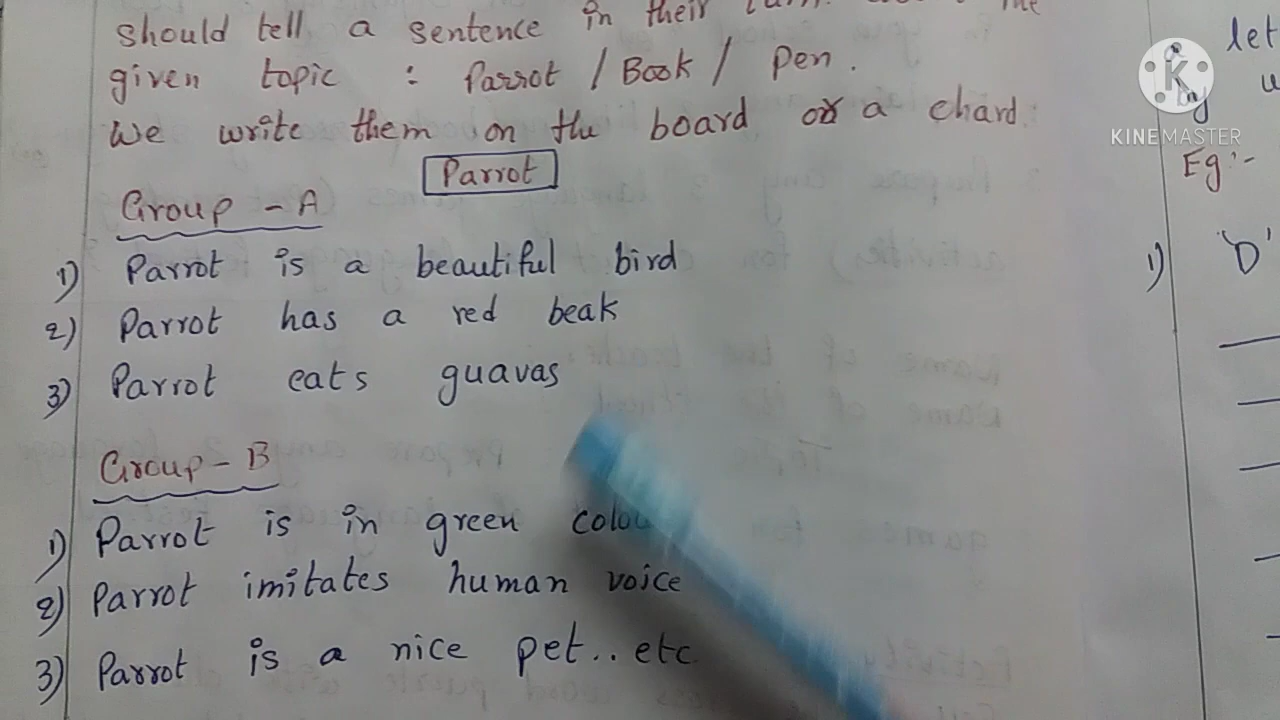 should tell a sentence in their
given topic : Parrot / Book / Pen.
We write them on the board or a chard.
Parrot
Group - A
1) Parrot is a beautiful bird
2) Parrot has a red beak
3) Parrot eats guavas
Group - B
1) Parrot is in green colou
2) Parrot imitates human voice
3) Parrot is a nice pet.. etc
let
by
Eg:-
1) 'D'
K
KINEMASTER